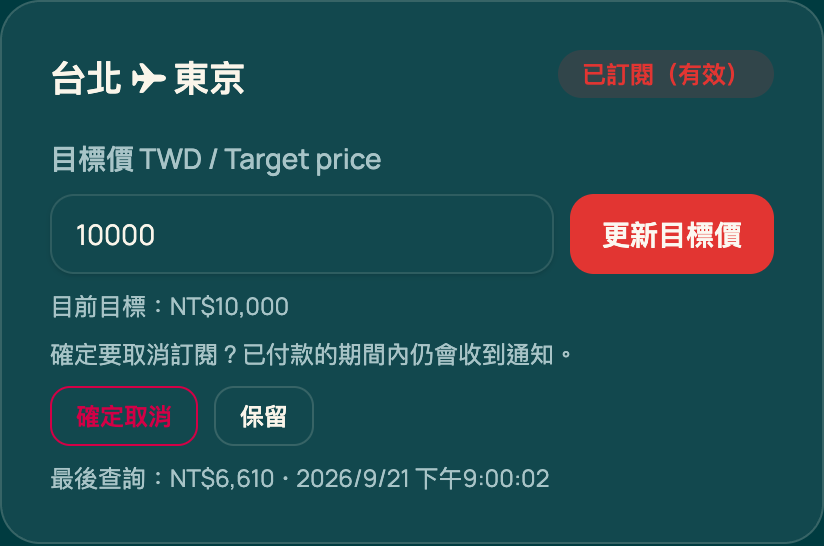 台北 ✈ 東京
已訂閱（有效）
目標價 TWD / Target price
10000
更新目標價
目前目標：NT$10,000
確定要取消訂閱？已付款的期間內仍會收到通知。
確定取消
保留
最後查詢：NT$6,610 · 2026/9/21 下午9:00:02